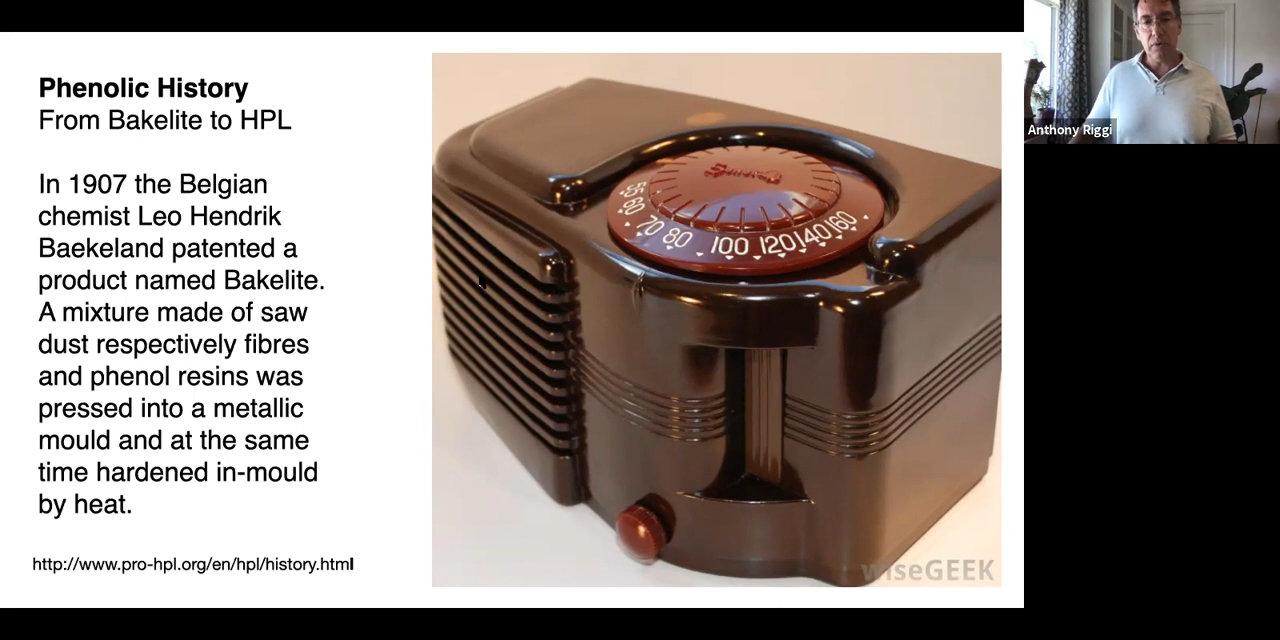 Phenolic History
From Bakelite to HPL
In 1907 the Belgian
chemist Leo Hendrik
Baekeland patented a
product named Bakelite.
A mixture made of saw
dust respectively fibres
and phenol resins was
pressed into a metallic
mould and at the same
time hardened in-mould
by heat.
http://www.pro-hpl.org/en/hpl/history.html
55
60
70
80
100
120
140
160
wiseGEEK
Anthony Riggi